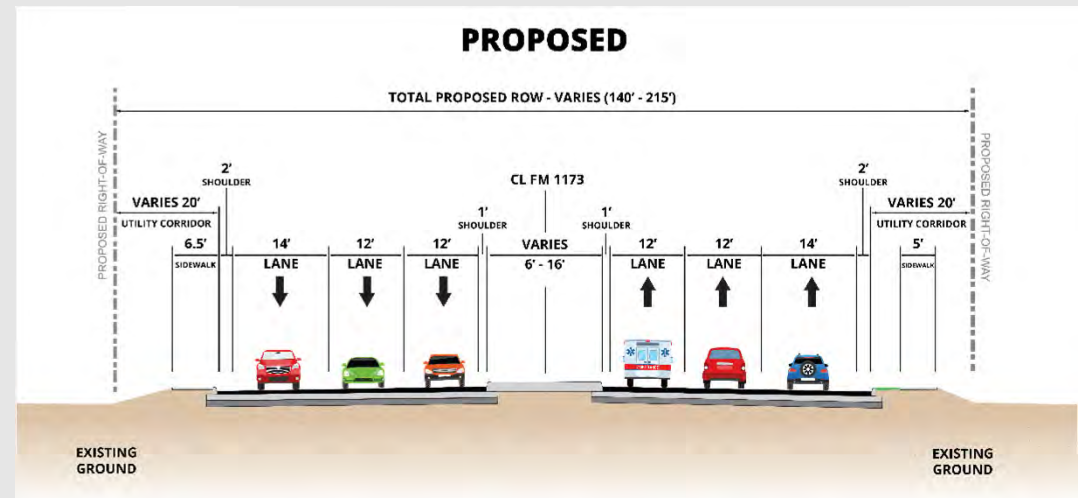 PROPOSED
TOTAL PROPOSED ROW - VARIES (140' - 215')
PROPOSED RIGHT-OF-WAY
PROPOSED RIGHT-OF-WAY
2'
SHOULDER
CL FM 1173
2'
SHOULDER
VARIES 20'
UTILITY CORRIDOR
1'
SHOULDER
1'
SHOULDER
VARIES 20'
UTILITY CORRIDOR
6.5'
SIDEWALK
14'
LANE
12'
LANE
12'
LANE
VARIES
6' - 16'
12'
LANE
12'
LANE
14'
LANE
5'
SIDEWALK
EXISTING
GROUND
EXISTING
GROUND